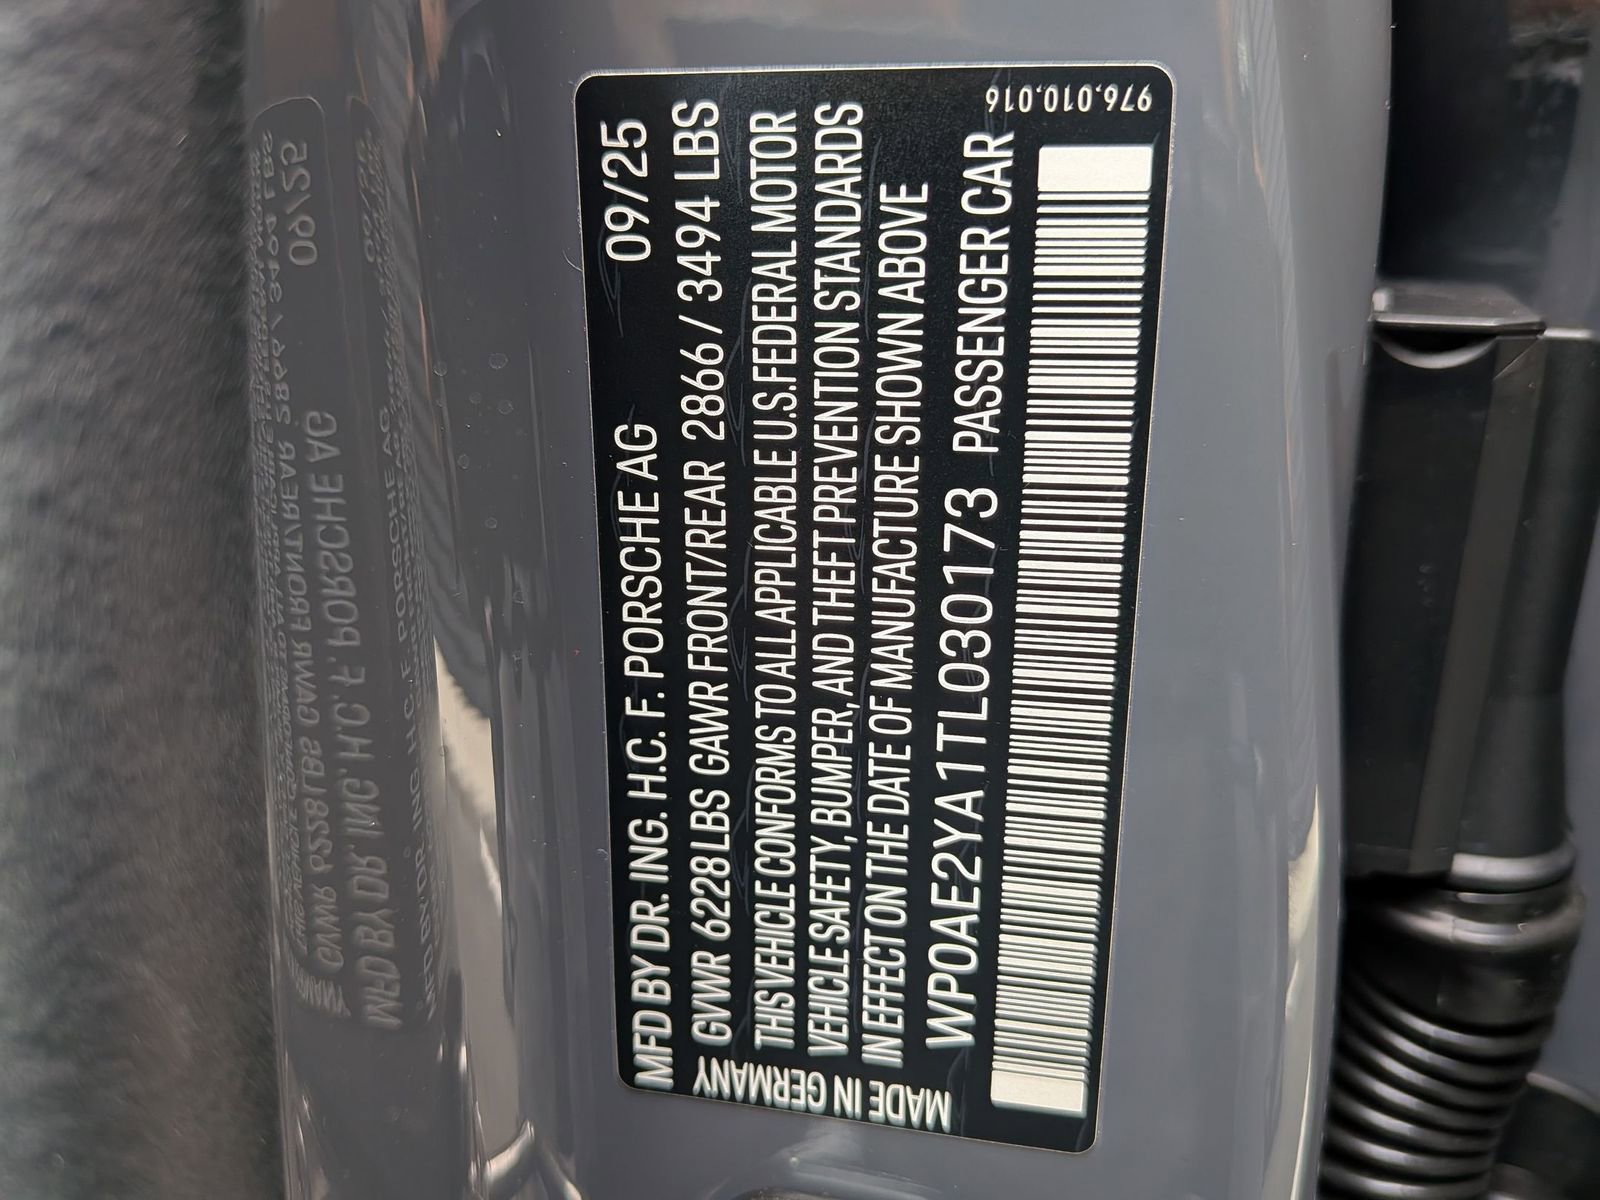 MFD BY DR. ING. H.C. F. PORSCHE AG 09/25
GVWR 6228LBS GAWR FRONT/REAR 2866 / 3494 LBS
THIS VEHICLE CONFORMS TO ALL APPLICABLE U.S.FEDERAL MOTOR
VEHICLE SAFETY, BUMPER, AND THEFT PREVENTION STANDARDS
IN EFFECT ON THE DATE OF MANUFACTURE SHOWN ABOVE
WP0AE2YA1TL030173 PASSENGER CAR
MADE IN GERMANY
976.010.016